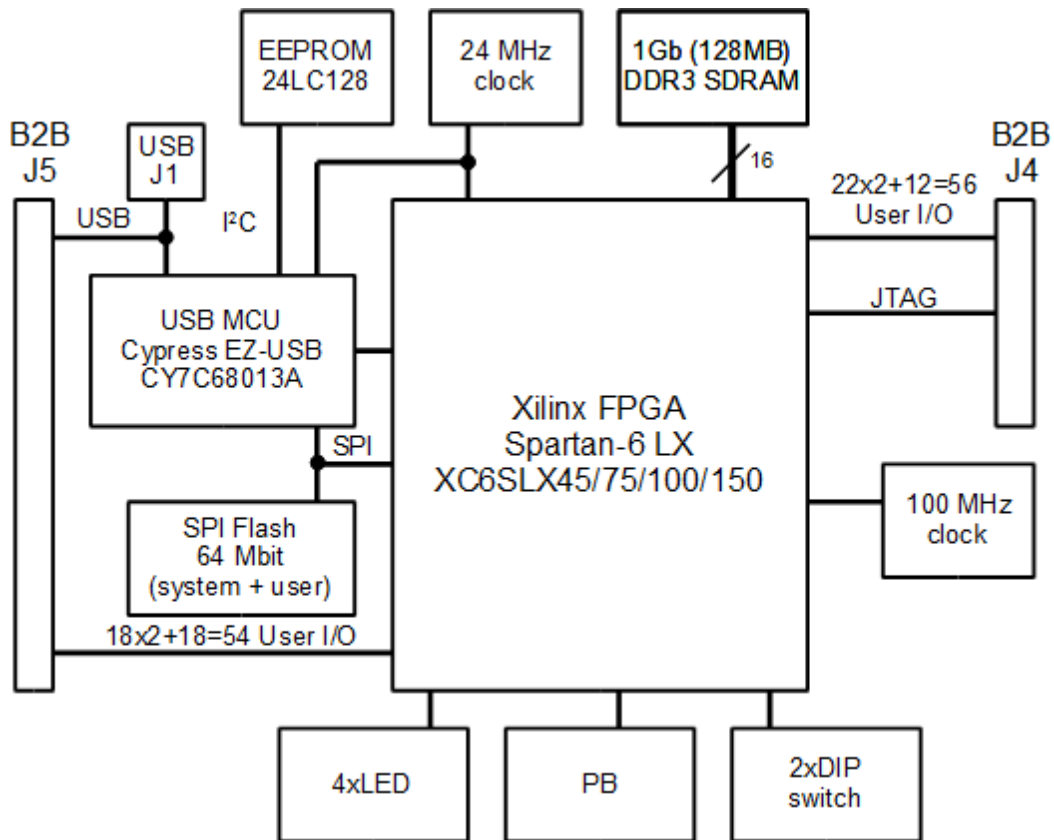 EEPROM
24LC128
24 MHz
clock
1Gb (128MB)
DDR3 SDRAM
B2B
J5
USB
J1
B2B
J4
16
22x2+12=56
User I/O
USB
I²C
JTAG
USB MCU
Cypress EZ-USB
CY7C68013A
Xilinx FPGA
Spartan-6 LX
XC6SLX45/75/100/150
SPI
100 MHz
clock
SPI Flash
64 Mbit
(system + user)
18x2+18=54 User I/O
4xLED
PB
2xDIP
switch